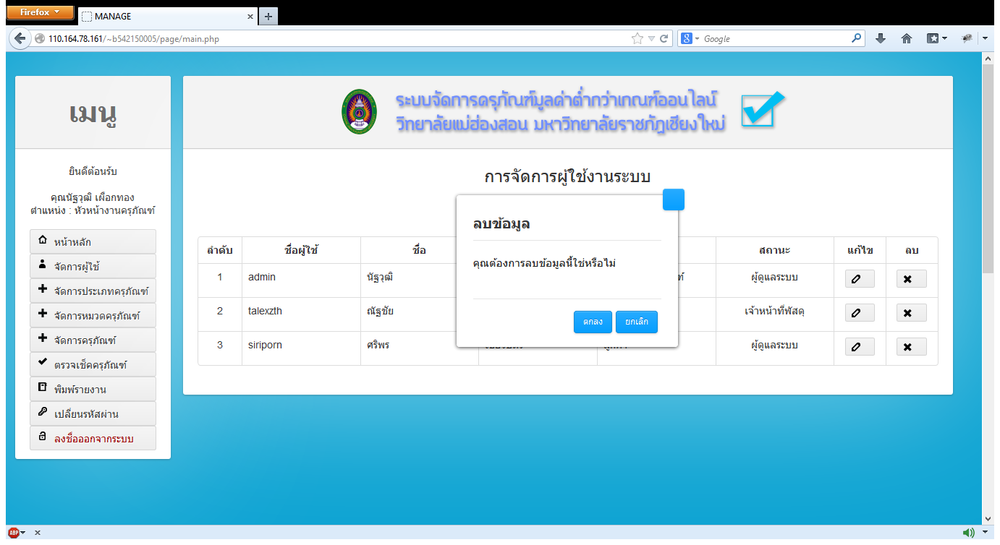 Firefox
MANAGE
110.164.78.161/~b542150005/page/main.php
Google
เมนู
ยินดีต้อนรับ
คุณนัฐวุฒิ เผือกทอง
ตำแหน่ง : หัวหน้างานครุภัณฑ์
หน้าหลัก
จัดการผู้ใช้
จัดการประเภทครุภัณฑ์
จัดการหมวดครุภัณฑ์
จัดการครุภัณฑ์
ตรวจเช็คครุภัณฑ์
พิมพ์รายงาน
เปลี่ยนรหัสผ่าน
ลงชื่อออกจากระบบ
ระบบจัดการครุภัณฑ์มูลค่าต่ำกว่าเกณฑ์ออนไลน์
วิทยาลัยแม่ฮ่องสอน มหาวิทยาลัยราชภัฏเชียงใหม่
การจัดการผู้ใช้งานระบบ
ลำดับ ชื่อผู้ใช้ ชื่อ สถานะ แก้ไข ลบ
1 admin นัฐวุฒิ ผู้ดูแลระบบ
2 talexzth ณัฐชัย เจ้าหน้าที่พัสดุ
3 siriporn ศริพร ผู้ดูแลระบบ
ลบข้อมูล
คุณต้องการลบข้อมูลนี้ใช่หรือไม่
ตกลง ยกเลิก
ABP